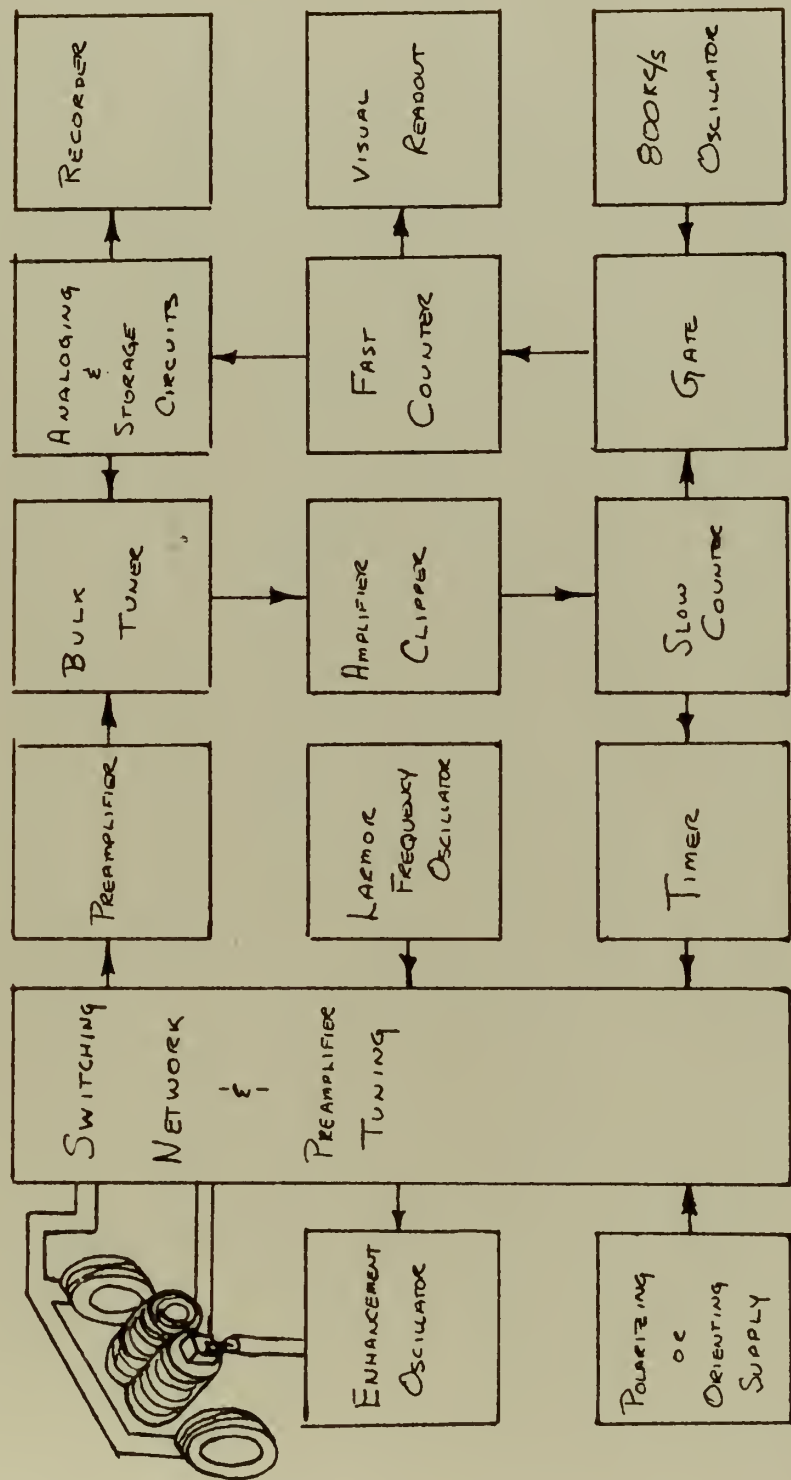 RECORDER
ANALOGING
&
STORAGE
CIRCUITS
BULK
TUNER
PREAMPLIFIER
SWITCHING
NETWORK
&
PREAMPLIFIER
TUNING
VISUAL
READOUT
FAST
COUNTER
AMPLIFIER
CLIPPER
LARMOR
FREQUENCY
OSCILLATOR
ENHANCEMENT
OSCILLATOR
800KC/S
OSCILLATOR
GATE
SLOW
COUNTER
TIMER
POLARIZING
OR
ORIENTING
SUPPLY